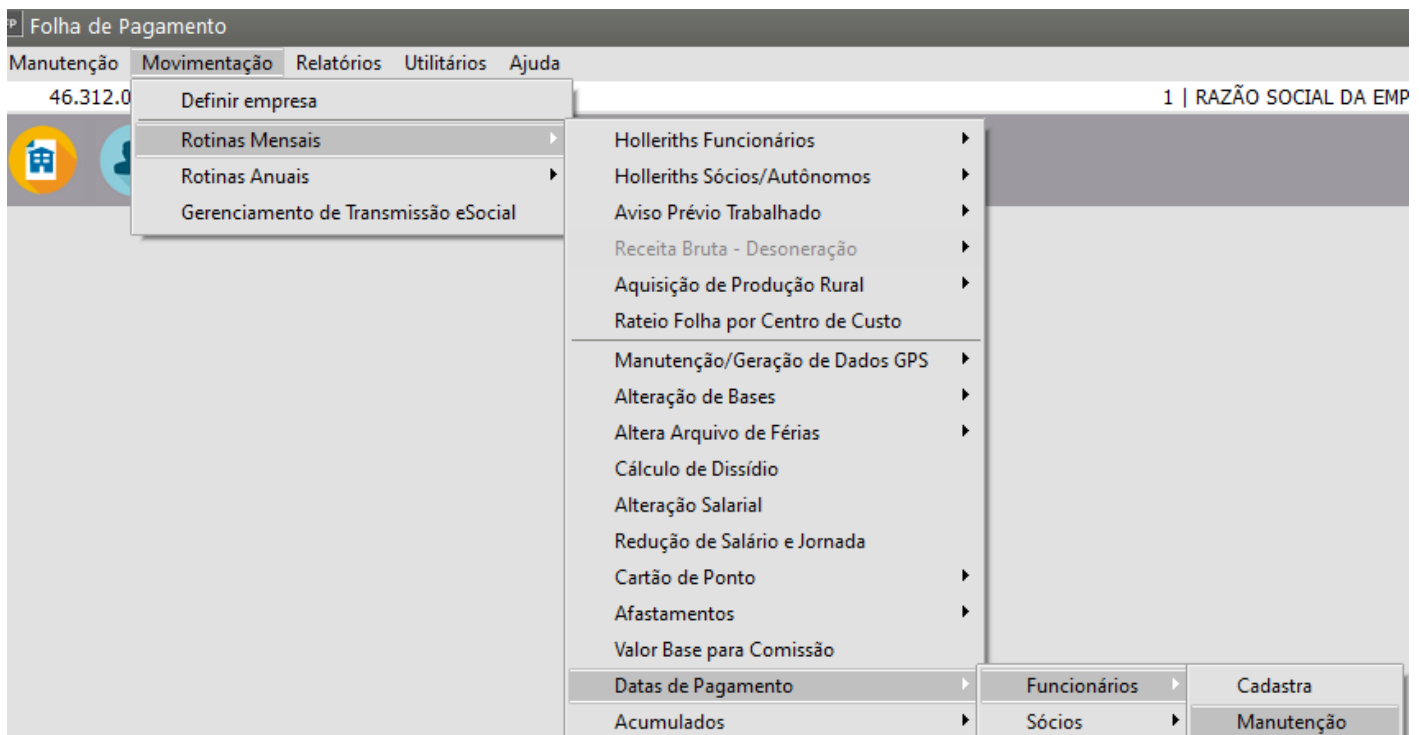 Folha de Pagamento
Manutenção Movimentação Relatórios Utilitários Ajuda
46.312.0 1 | RAZÃO SOCIAL DA EMP
Definir empresa
Rotinas Mensais
Rotinas Anuais
Gerenciamento de Transmissão eSocial
Holleriths Funcionários
Holleriths Sócios/Autônomos
Aviso Prévio Trabalhado
Receita Bruta - Desoneração
Aquisição de Produção Rural
Rateio Folha por Centro de Custo
Manutenção/Geração de Dados GPS
Alteração de Bases
Altera Arquivo de Férias
Cálculo de Dissídio
Alteração Salarial
Redução de Salário e Jornada
Cartão de Ponto
Afastamentos
Valor Base para Comissão
Datas de Pagamento
Acumulados
Funcionários
Sócios
Cadastra
Manutenção